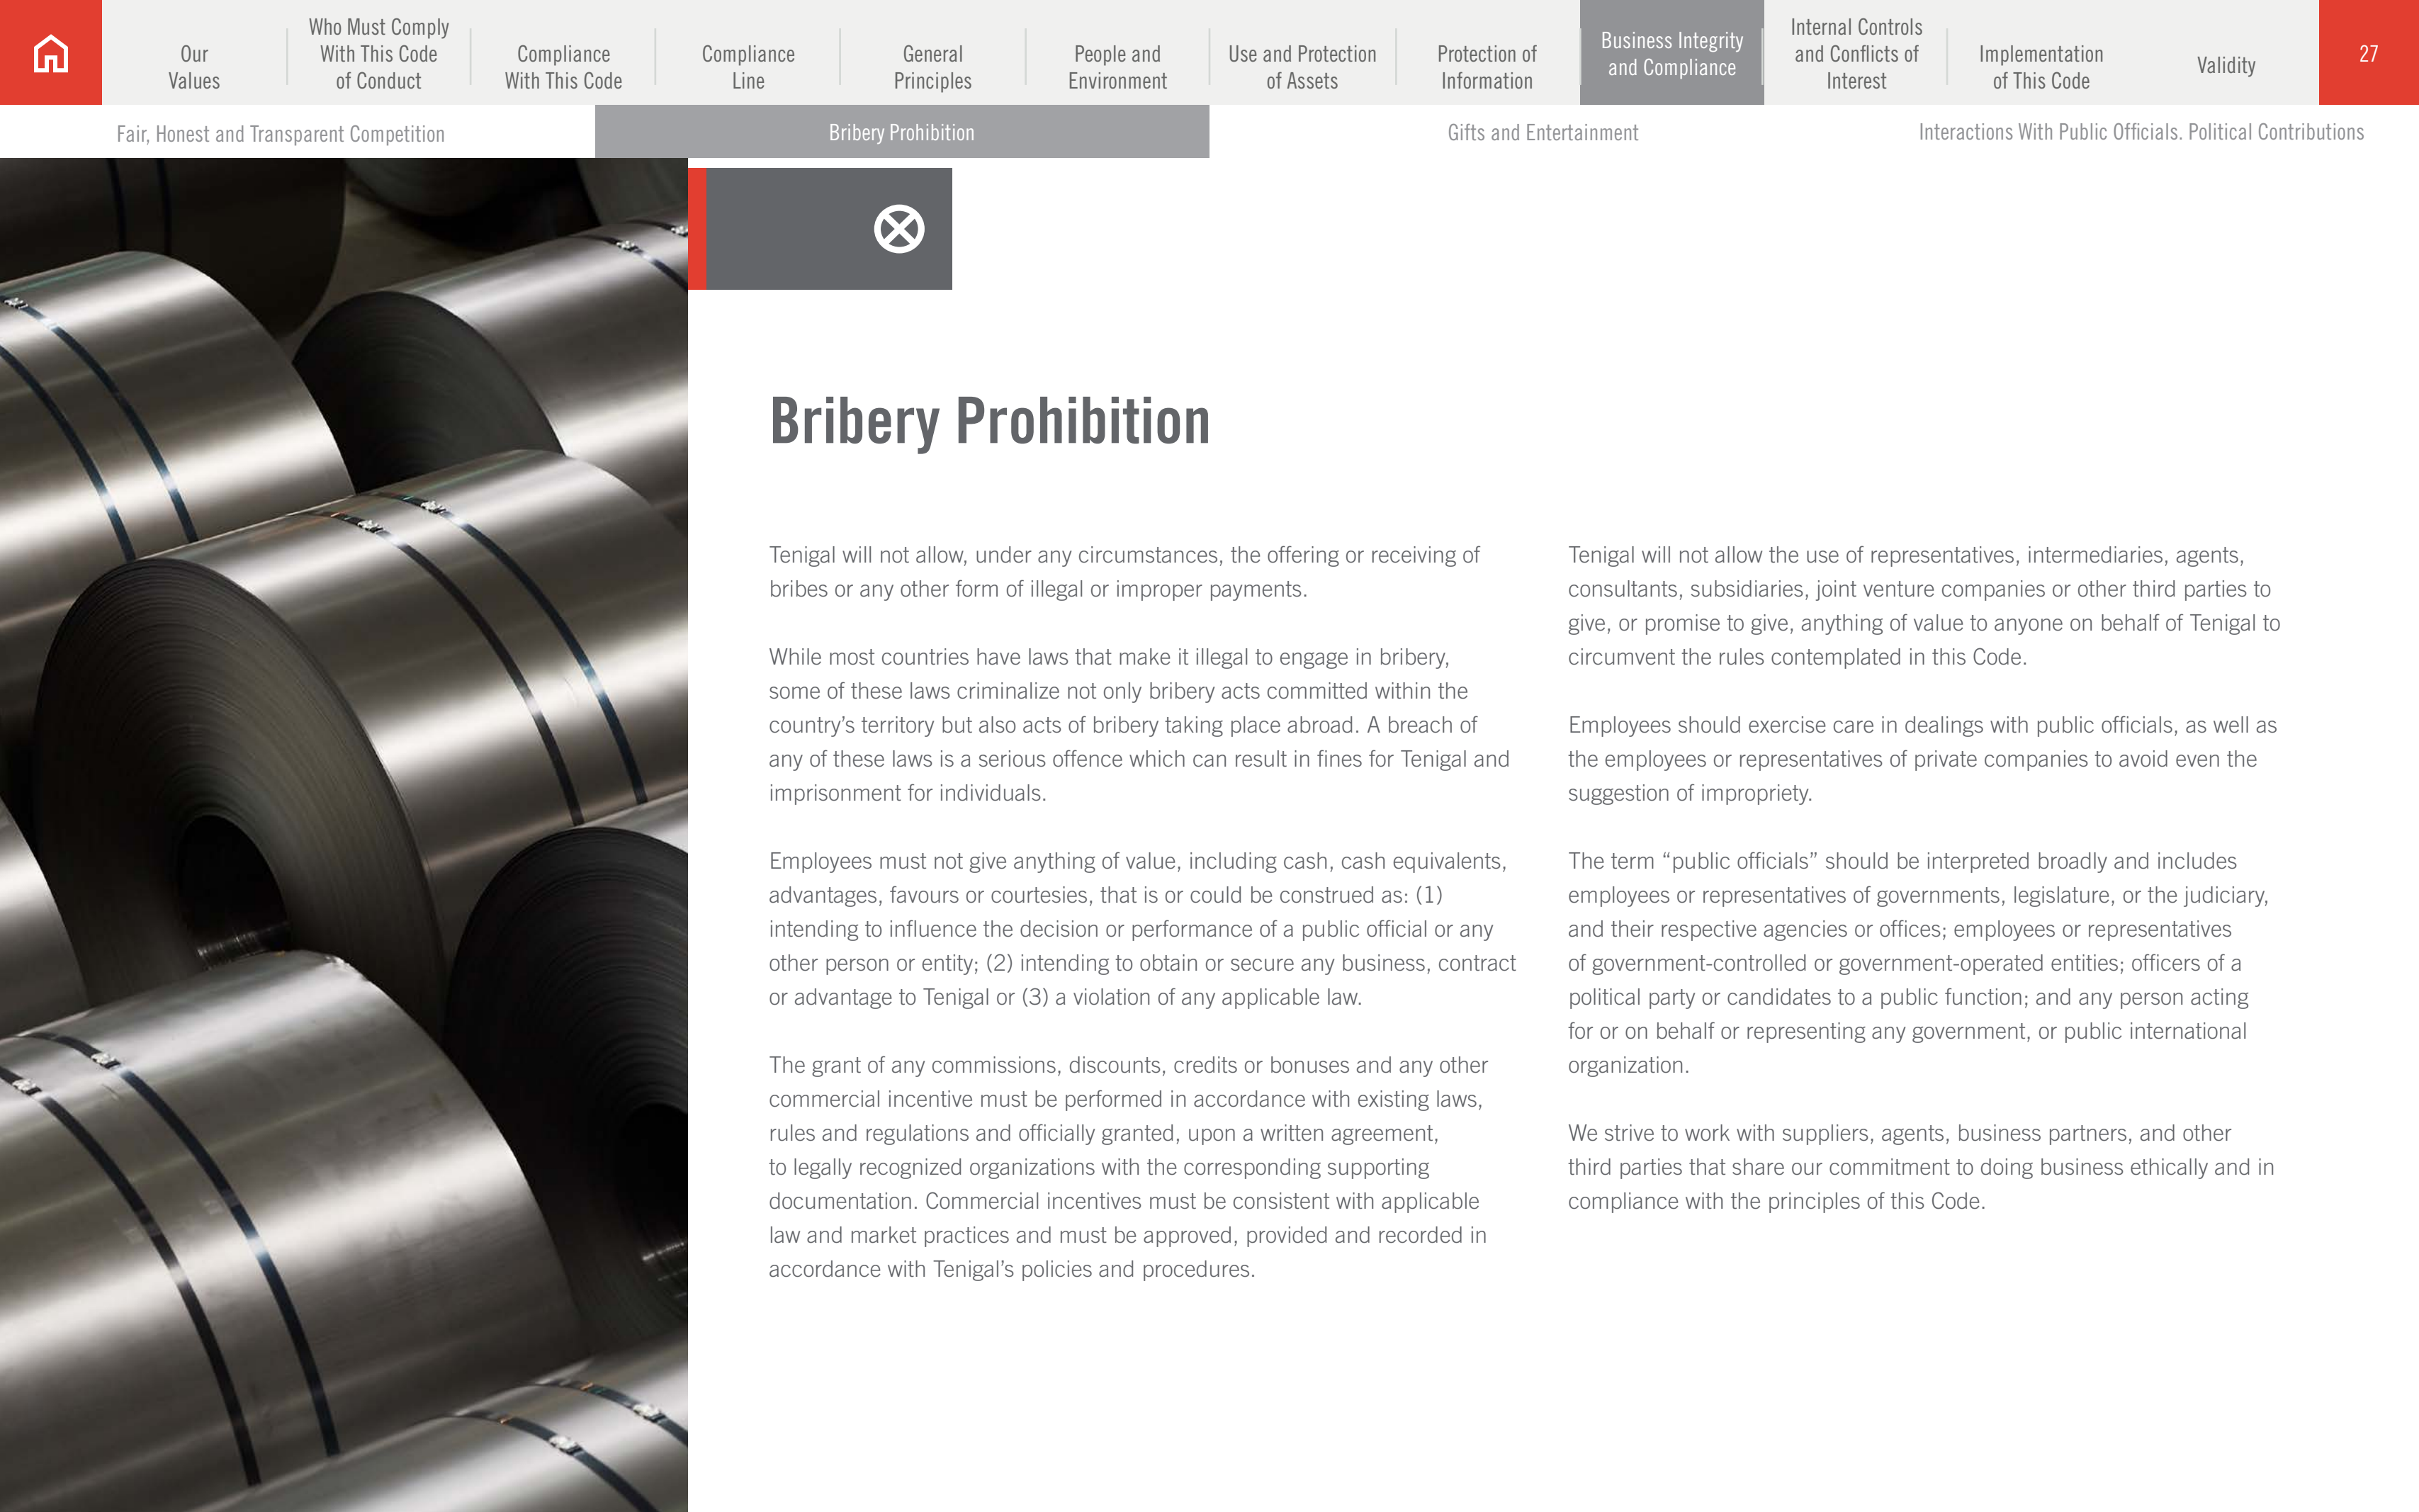 Our
Values
Who Must Comply
With This Code
of Conduct
Compliance
With This Code
Compliance
Line
General
Principles
People and
Environment
Use and Protection
of Assets
Protection of
Information
Business Integrity
and Compliance
Internal Controls
and Conflicts of
Interest
Implementation
of This Code
Validity
27
Fair, Honest and Transparent Competition
Bribery Prohibition
Gifts and Entertainment
Interactions With Public Officials. Political Contributions
Bribery Prohibition
Tenigal will not allow, under any circumstances, the offering or receiving of
bribes or any other form of illegal or improper payments.
While most countries have laws that make it illegal to engage in bribery,
some of these laws criminalize not only bribery acts committed within the
country’s territory but also acts of bribery taking place abroad. A breach of
any of these laws is a serious offence which can result in fines for Tenigal and
imprisonment for individuals.
Employees must not give anything of value, including cash, cash equivalents,
advantages, favours or courtesies, that is or could be construed as: (1)
intending to influence the decision or performance of a public official or any
other person or entity; (2) intending to obtain or secure any business, contract
or advantage to Tenigal or (3) a violation of any applicable law.
The grant of any commissions, discounts, credits or bonuses and any other
commercial incentive must be performed in accordance with existing laws,
rules and regulations and officially granted, upon a written agreement,
to legally recognized organizations with the corresponding supporting
documentation. Commercial incentives must be consistent with applicable
law and market practices and must be approved, provided and recorded in
accordance with Tenigal’s policies and procedures.
Tenigal will not allow the use of representatives, intermediaries, agents,
consultants, subsidiaries, joint venture companies or other third parties to
give, or promise to give, anything of value to anyone on behalf of Tenigal to
circumvent the rules contemplated in this Code.
Employees should exercise care in dealings with public officials, as well as
the employees or representatives of private companies to avoid even the
suggestion of impropriety.
The term “public officials” should be interpreted broadly and includes
employees or representatives of governments, legislature, or the judiciary,
and their respective agencies or offices; employees or representatives
of government-controlled or government-operated entities; officers of a
political party or candidates to a public function; and any person acting
for or on behalf or representing any government, or public international
organization.
We strive to work with suppliers, agents, business partners, and other
third parties that share our commitment to doing business ethically and in
compliance with the principles of this Code.